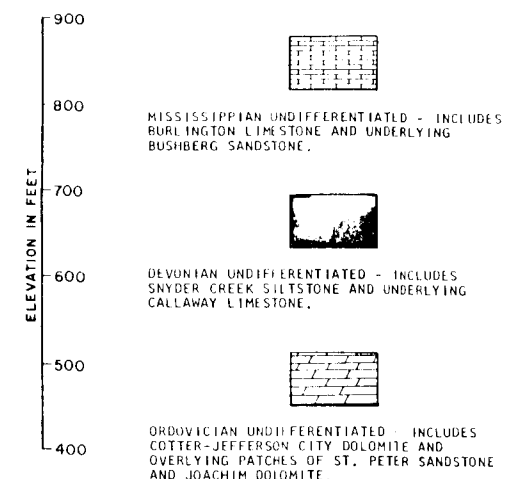 900
800
700
600
500
400
ELEVATION IN FEET
MISSISSIPPIAN UNDIFFERENTIATED - INCLUDES
BURLINGTON LIMESTONE AND UNDERLYING
BUSHBERG SANDSTONE.
DEVONIAN UNDIFFERENTIATED - INCLUDES
SNYDER CREEK SILTSTONE AND UNDERLYING
CALLAWAY LIMESTONE.
ORDOVICIAN UNDIFFERENTIATED - INCLUDES
COTTER-JEFFERSON CITY DOLOMITE AND
OVERLYING PATCHES OF ST. PETER SANDSTONE
AND JOACHIM DOLOMITE.